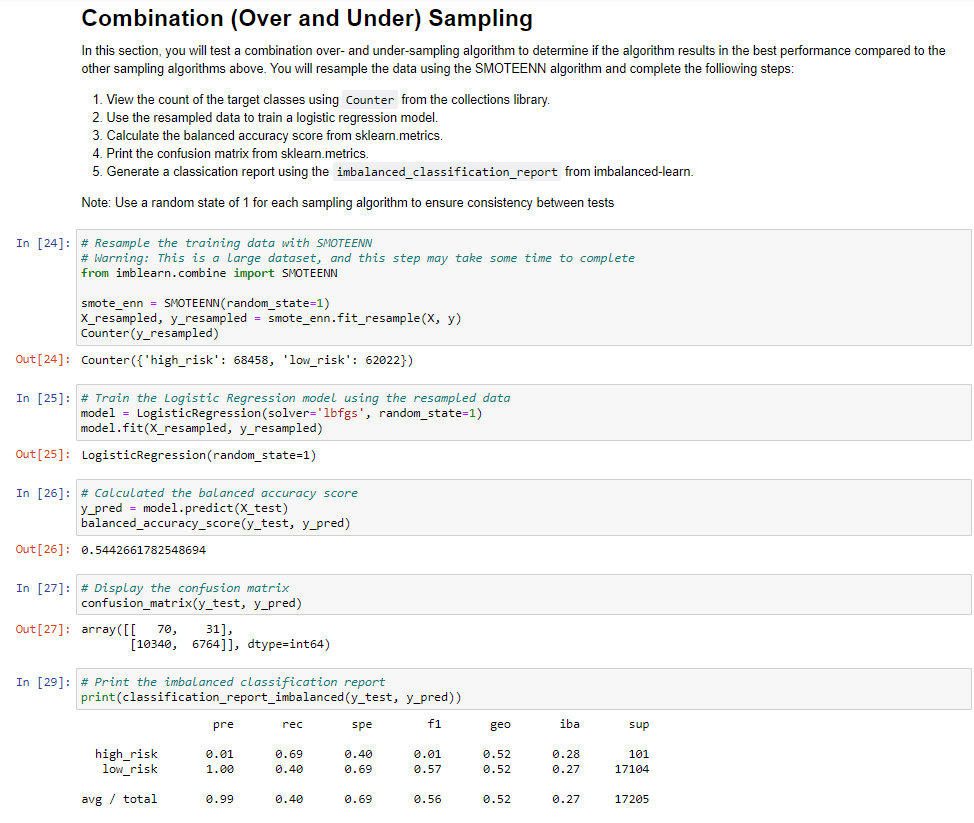 Combination (Over and Under) Sampling
In this section, you will test a combination over- and under-sampling algorithm to determine if the algorithm results in the best performance compared to the
other sampling algorithms above. You will resample the data using the SMOTEENN algorithm and complete the folliowing steps:
1. View the count of the target classes using Counter from the collections library.
2. Use the resampled data to train a logistic regression model.
3. Calculate the balanced accuracy score from sklearn.metrics.
4. Print the confusion matrix from sklearn.metrics.
5. Generate a classication report using the imbalanced_classification_report from imbalanced-learn.
Note: Use a random state of 1 for each sampling algorithm to ensure consistency between tests
In [24]: # Resample the training data with SMOTEENN
# Warning: This is a large dataset, and this step may take some time to complete
from imblearn.combine import SMOTEENN
smote_enn = SMOTEENN(random_state=1)
X_resampled, y_resampled = smote_enn.fit_resample(X, y)
Counter(y_resampled)
Out[24]: Counter({'high_risk': 68458, 'low_risk': 62022})
In [25]: # Train the Logistic Regression model using the resampled data
model = LogisticRegression(solver='lbfgs', random_state=1)
model.fit(X_resampled, y_resampled)
Out[25]: LogisticRegression(random_state=1)
In [26]: # Calculated the balanced accuracy score
y_pred = model.predict(X_test)
balanced_accuracy_score(y_test, y_pred)
Out[26]: 0.5442661782548694
In [27]: # Display the confusion matrix
confusion_matrix(y_test, y_pred)
Out[27]: array([[   70,    31],
       [10340,  6764]], dtype=int64)
In [29]: # Print the imbalanced classification report
print(classification_report_imbalanced(y_test, y_pred))
pre rec spe f1 geo iba sup
high_risk 0.01 0.69 0.40 0.01 0.52 0.28 101
low_risk 1.00 0.40 0.69 0.57 0.52 0.27 17104
avg / total 0.99 0.40 0.69 0.56 0.52 0.27 17205